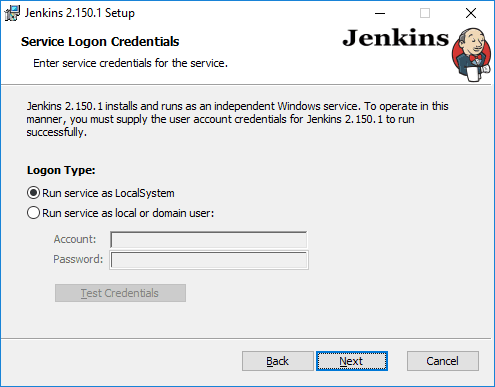 Jenkins 2.150.1 Setup
Service Logon Credentials
Enter service credentials for the service.
Jenkins
Jenkins 2.150.1 installs and runs as an independent Windows service. To operate in this
manner, you must supply the user account credentials for Jenkins 2.150.1 to run
successfully.
Logon Type:
Run service as LocalSystem
Run service as local or domain user:
Account:
Password:
Test Credentials
Back Next Cancel